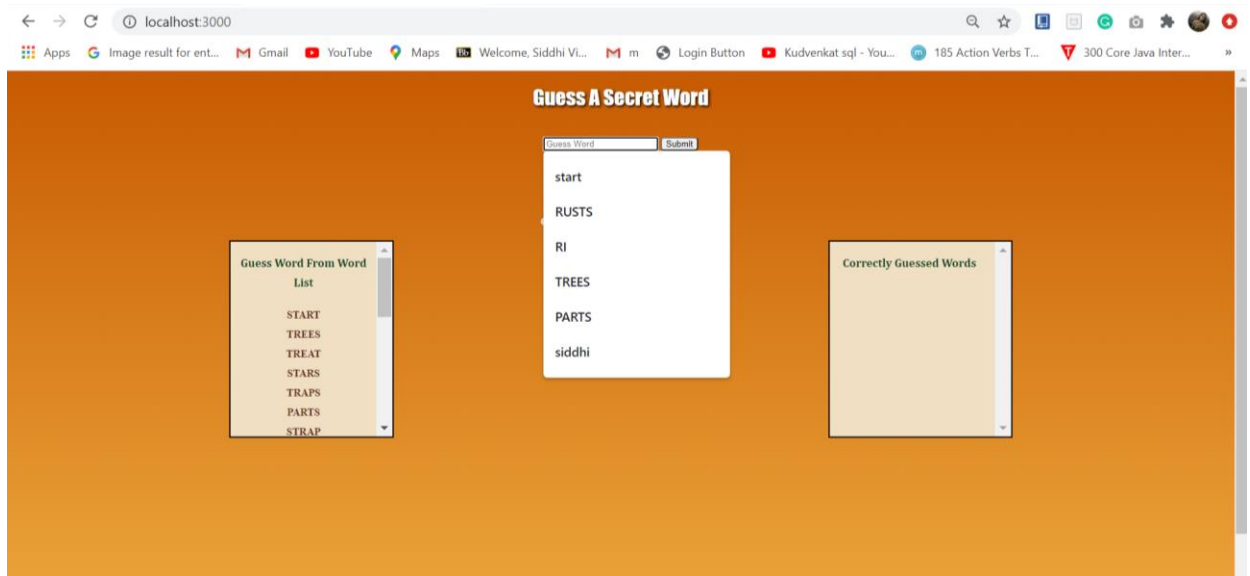 localhost:3000
Apps Image result for ent... Gmail YouTube Maps Welcome, Siddhi Vi... m Login Button Kudvenkat sql - You... 185 Action Verbs T... 300 Core Java Inter... »
Guess A Secret Word
Guess Word Submit
start
RUSTS
RI
TREES
PARTS
siddhi
Guess Word From Word
List
START
TREES
TREAT
STARS
TRAPS
PARTS
STRAP
Correctly Guessed Words